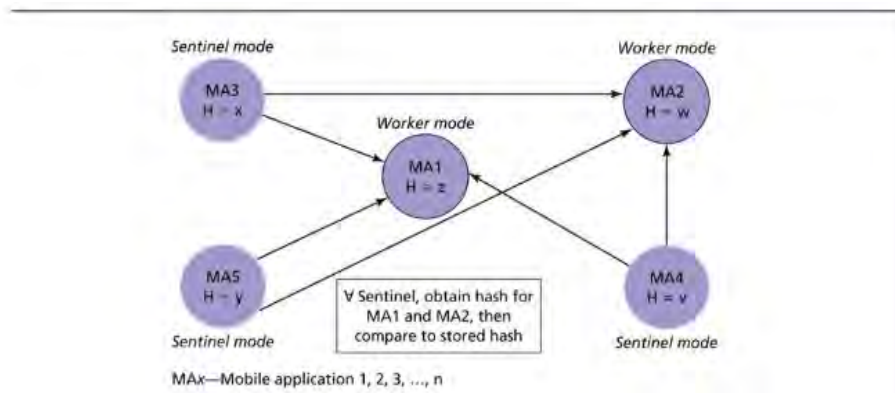 Sentinel mode
MA3
H = x
Worker mode
MA2
H = w
Worker mode
MA1
H = z
MA5
H = y
Sentinel mode
∀ Sentinel, obtain hash for
MA1 and MA2, then
compare to stored hash
MA4
H = v
Sentinel mode
MAx—Mobile application 1, 2, 3, ..., n